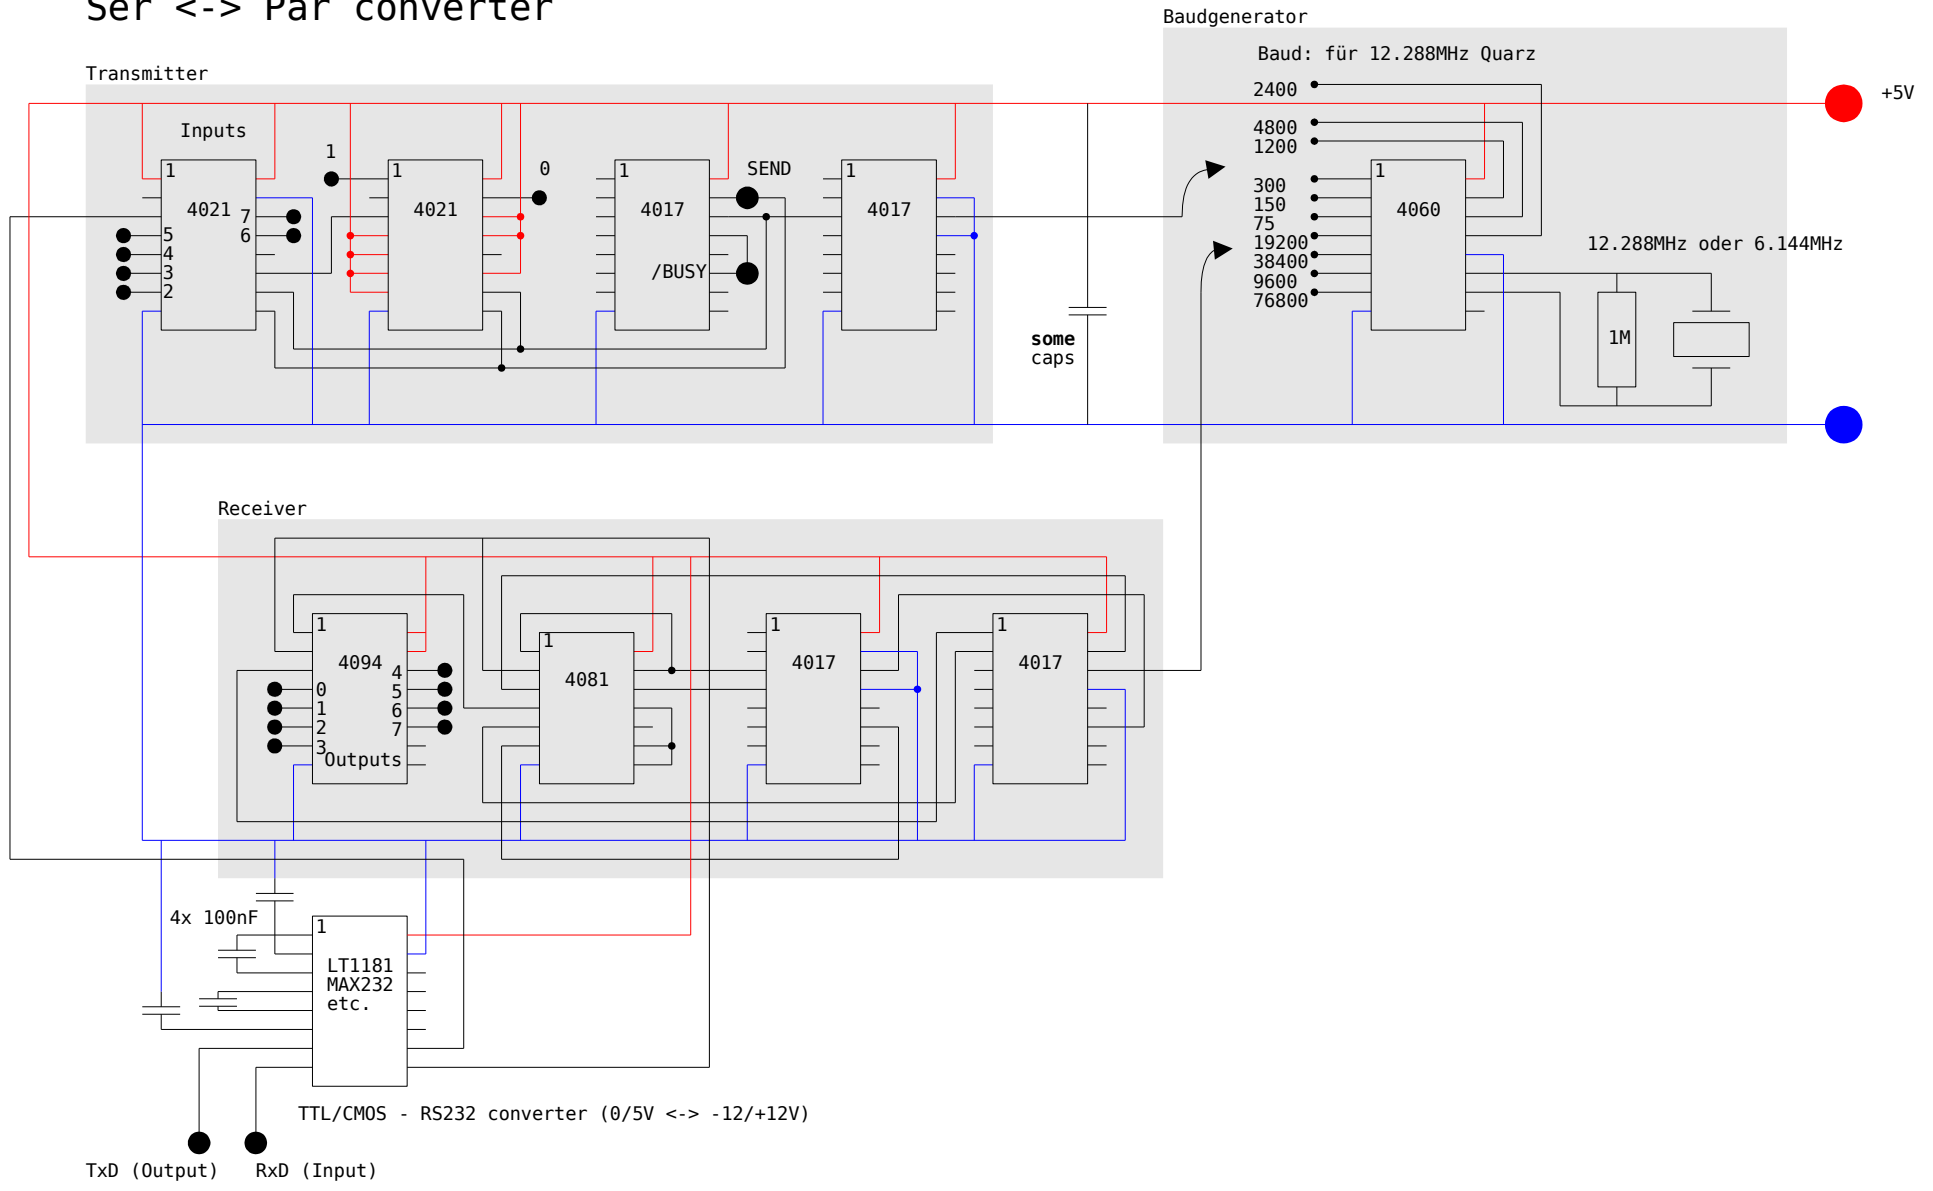 Ser <-> Par converter
Baudgenerator
Baud: für 12.288MHz Quarz
Transmitter
2400
+5V
4800
1200
Inputs
1
0
SEND
1
1
1
1
1
300
150
75
19200
38400
9600
76800
4021
7
6
5
4
3
2
4021
4017
/BUSY
4017
4060
12.288MHz oder 6.144MHz
1M
some
caps
Receiver
1
1
1
1
4094
4
5
6
7
0
1
2
3
Outputs
4081
4017
4017
4x 100nF
1
LT1181
MAX232
etc.
TTL/CMOS - RS232 converter (0/5V <-> -12/+12V)
TxD (Output)
RxD (Input)